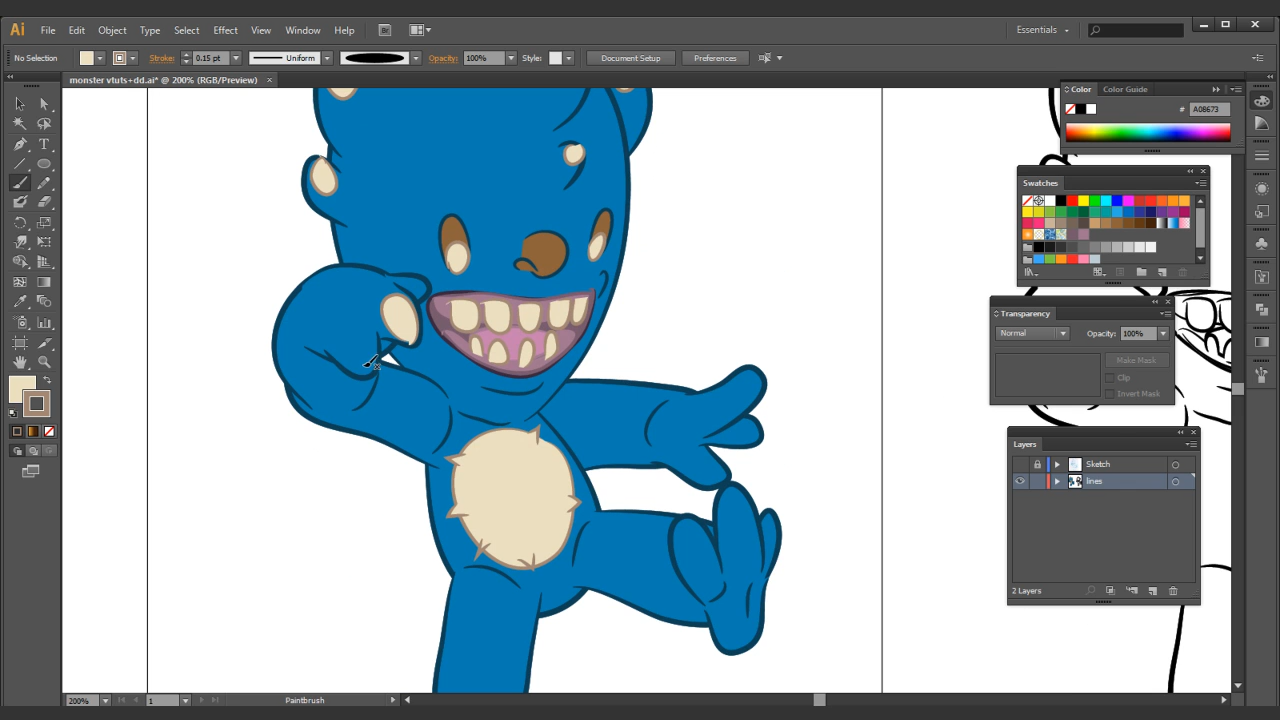 Ai File Edit Object Type Select Effect View Window Help Br Essentials
No Selection Stroke: 0.15 pt Uniform Opacity: 100% Style: Document Setup Preferences
monster vtuts+dd.ai* @ 200% (RGB/Preview)
Color Color Guide
# A08673
Swatches
Transparency
Normal Opacity: 100%
Make Mask
Clip
Invert Mask
Layers
Sketch
lines
2 Layers
200% 1 Paintbrush